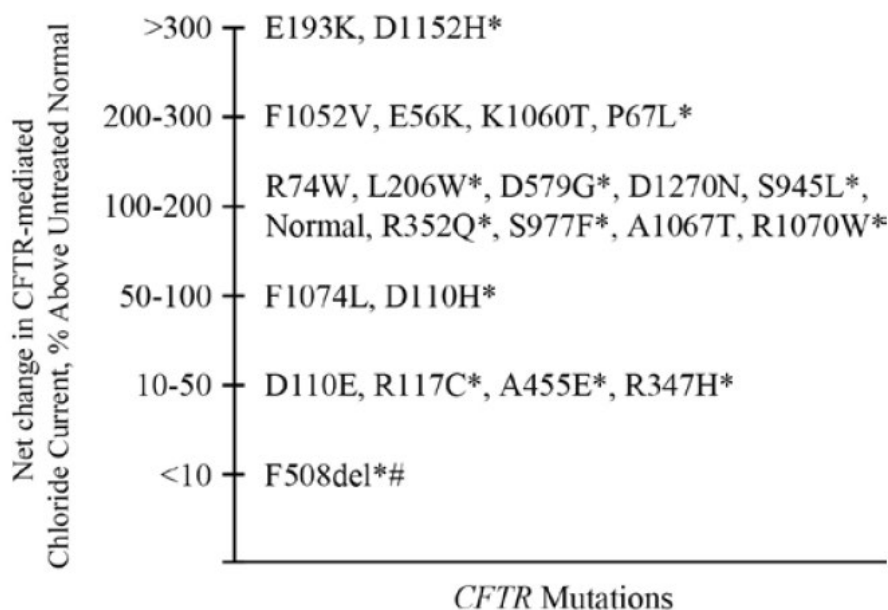 Net change in CFTR-mediated
Chloride Current, % Above Untreated Normal
>300 E193K, D1152H*
200-300 F1052V, E56K, K1060T, P67L*
100-200 R74W, L206W*, D579G*, D1270N, S945L*,
Normal, R352Q*, S977F*, A1067T, R1070W*
50-100 F1074L, D110H*
10-50 D110E, R117C*, A455E*, R347H*
<10 F508del*#
CFTR Mutations